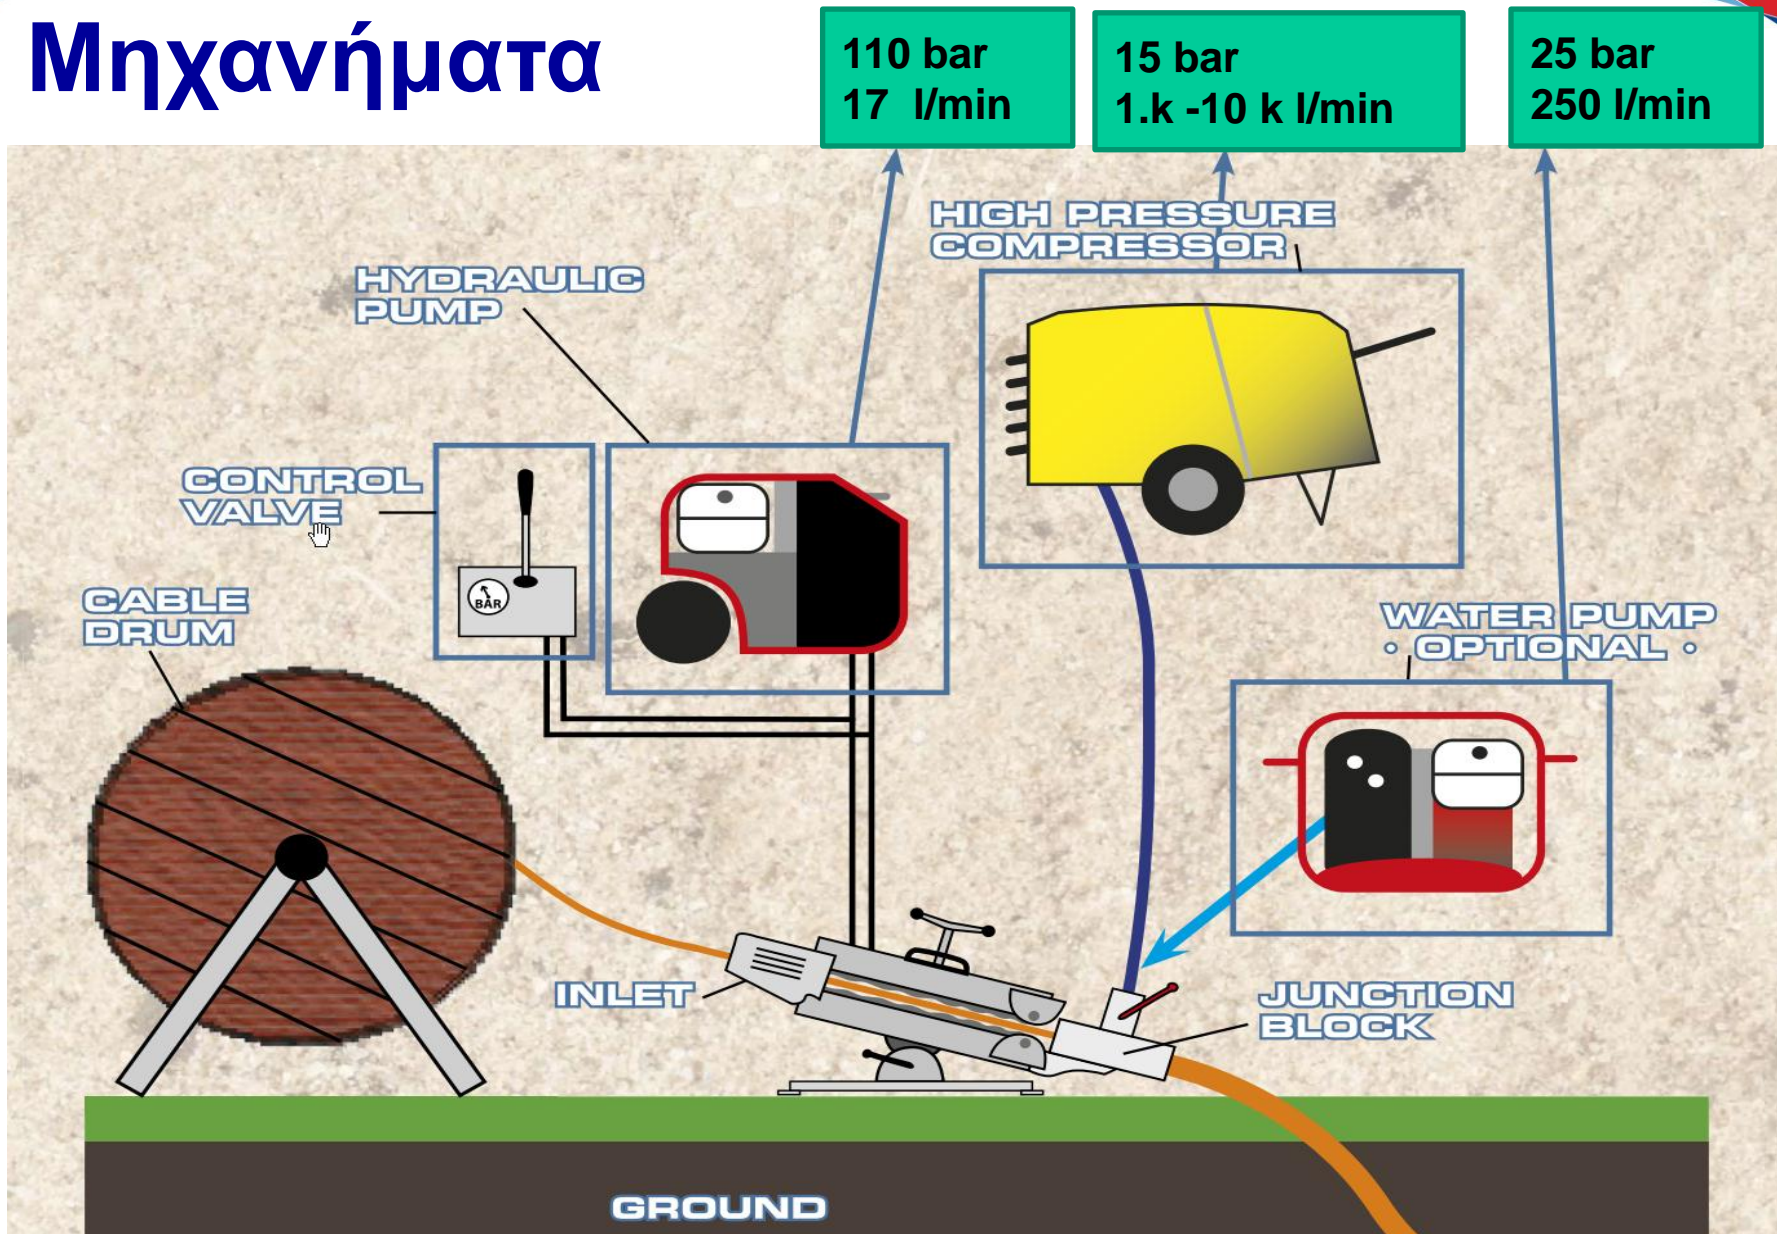 Μηχανήματα
110 bar
17 l/min
15 bar
1.k -10 k l/min
25 bar
250 l/min
HIGH PRESSURE
COMPRESSOR
HYDRAULIC
PUMP
CONTROL
VALVE
BAR
CABLE
DRUM
WATER PUMP
• OPTIONAL •
INLET
JUNCTION
BLOCK
GROUND